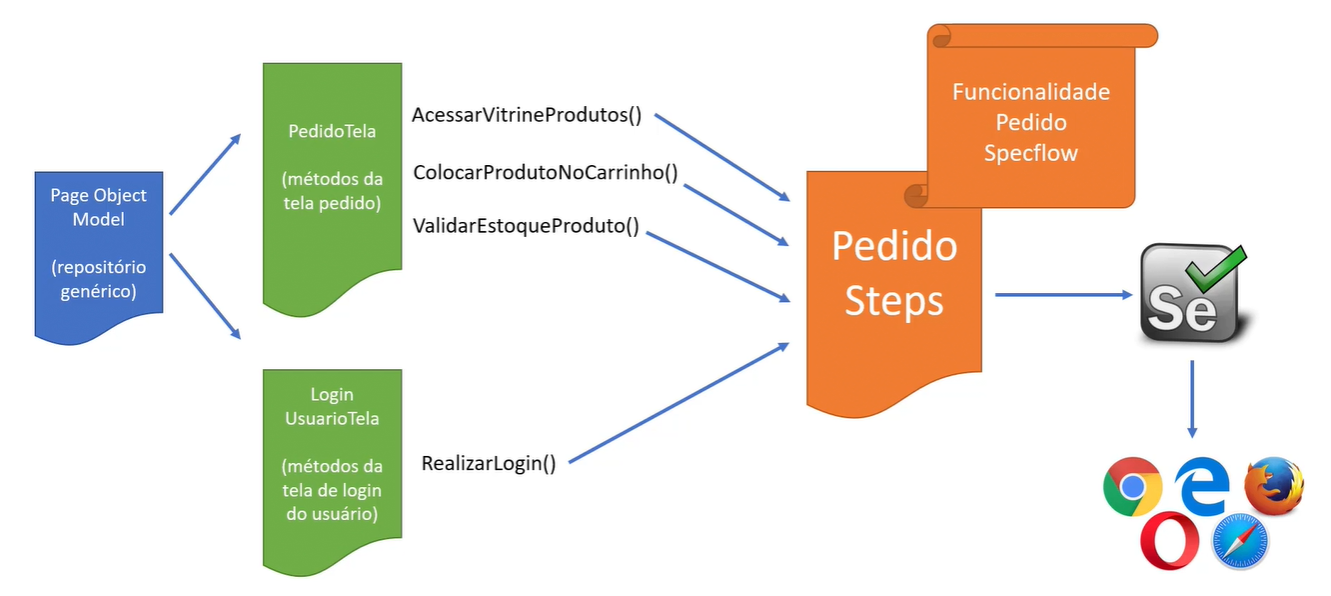 Page Object
Model
(repositório
genérico)
PedidoTela
(métodos da
tela pedido)
AcessarVitrineProdutos()
ColocarProdutoNoCarrinho()
ValidarEstoqueProduto()
Login
UsuarioTela
(métodos da
tela de login
do usuário)
RealizarLogin()
Funcionalidade
Pedido
Specflow
Pedido
Steps
Se